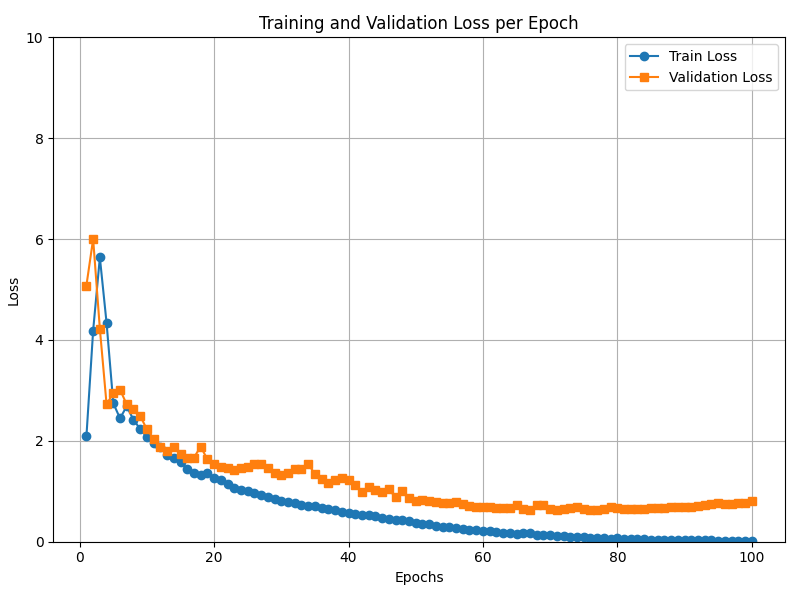 Training and Validation Loss per Epoch
10
8
6
4
2
0
Loss
Train Loss
Validation Loss
0 20 40 60 80 100
Epochs